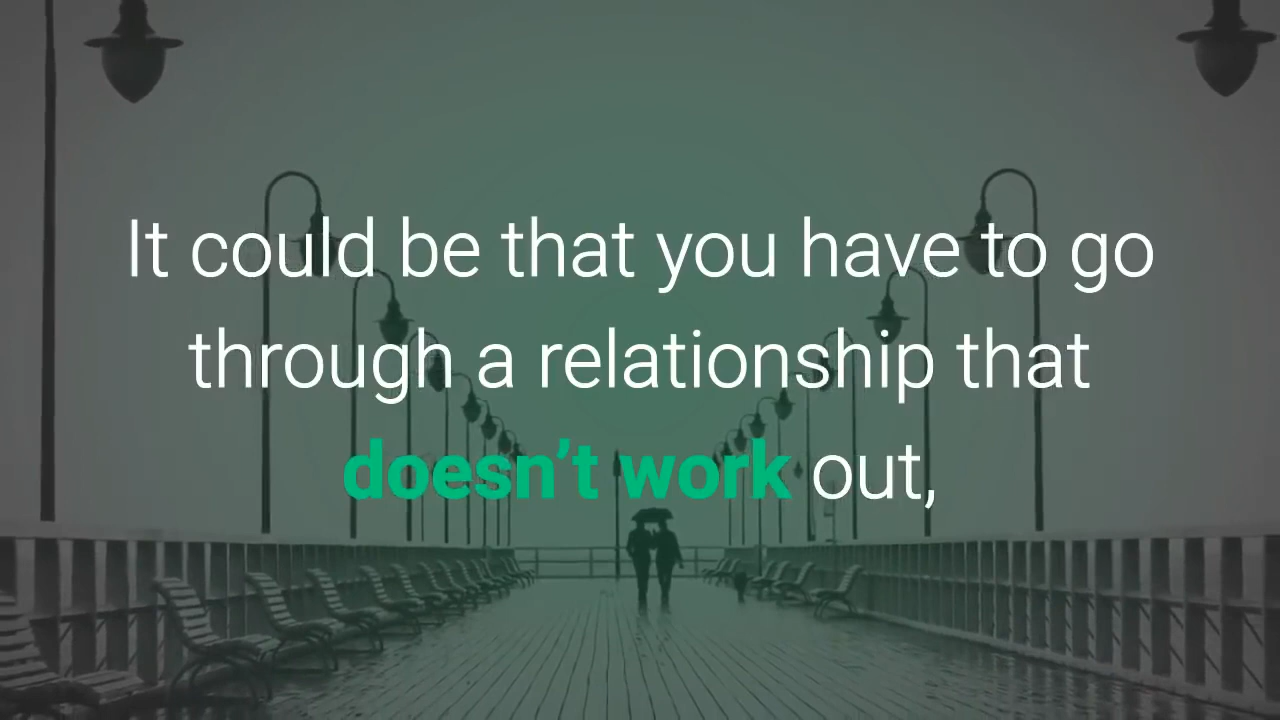 It could be that you have to go
through a relationship that
doesn’t work out,